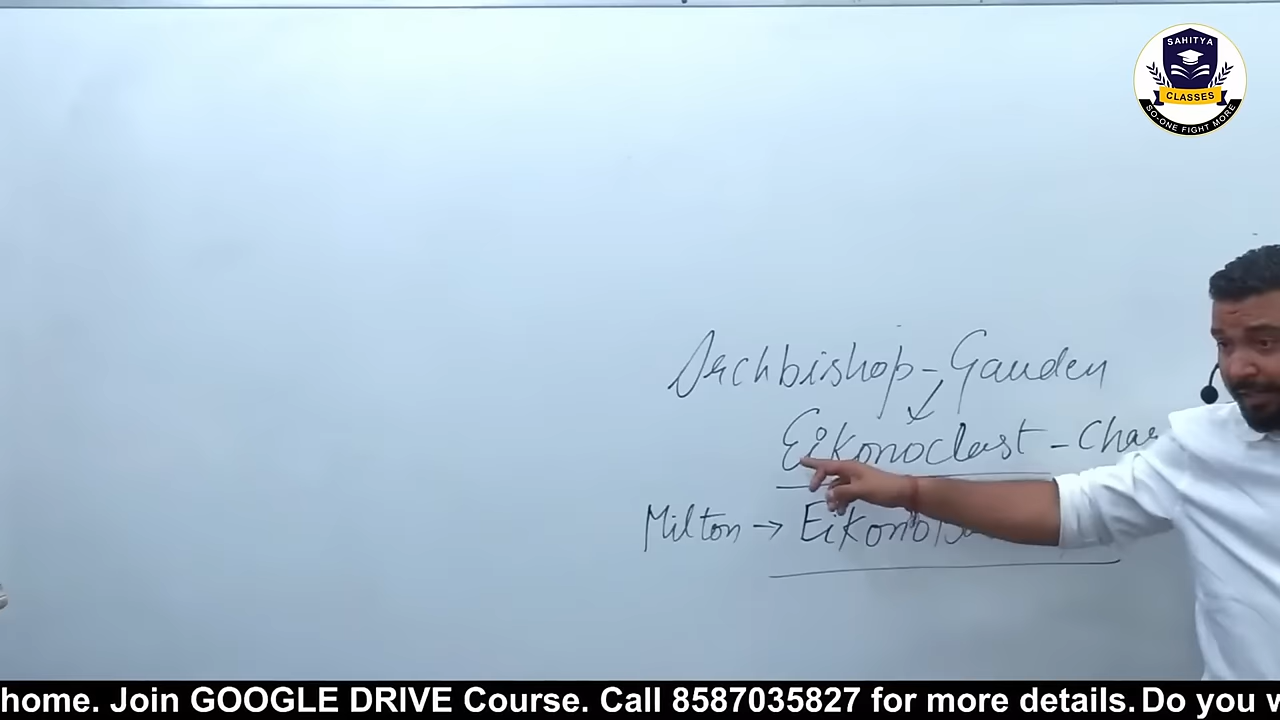 SAHITYA
CLASSES
SO-ONE FIGHT MORE
Archbishop - Gauden
Eikonoclast - Char
Milton → Eikonob
home. Join GOOGLE DRIVE Course. Call 8587035827 for more details. Do you w